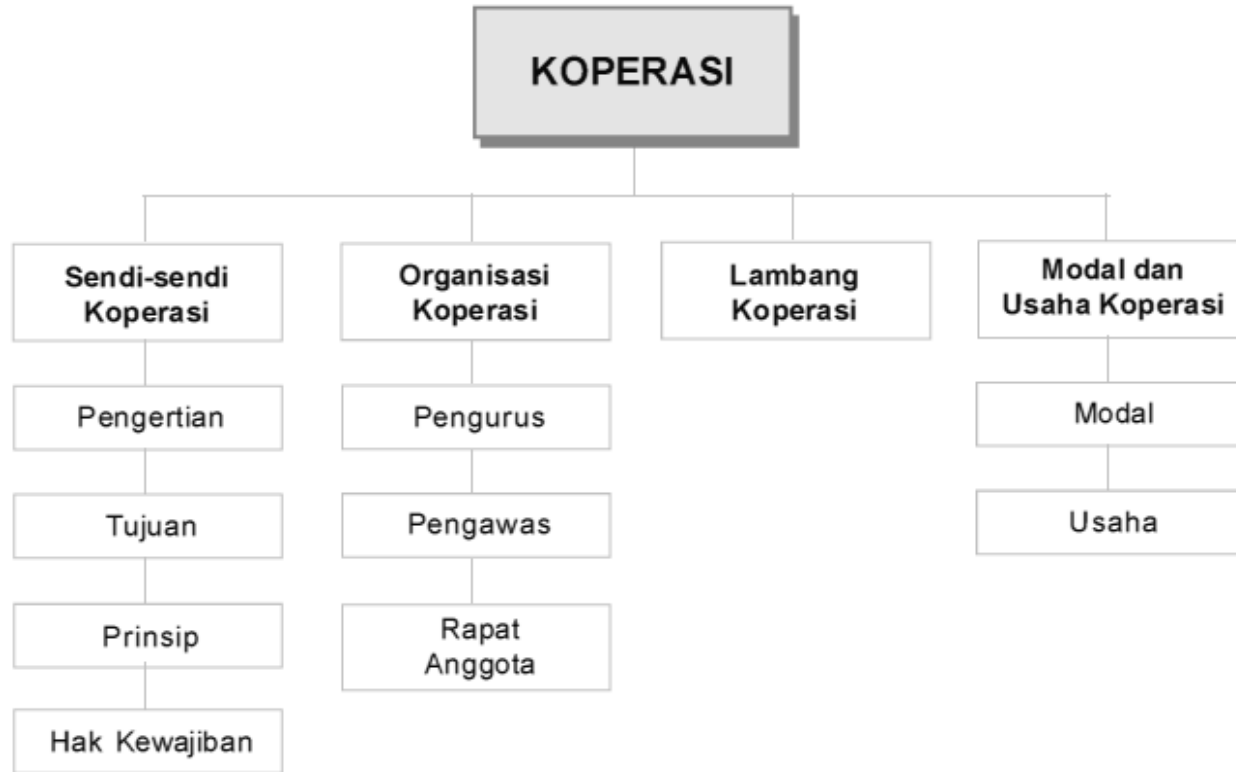 KOPERASI
Sendi-sendi
Koperasi
Pengertian
Tujuan
Prinsip
Hak Kewajiban
Organisasi
Koperasi
Pengurus
Pengawas
Rapat
Anggota
Lambang
Koperasi
Modal dan
Usaha Koperasi
Modal
Usaha